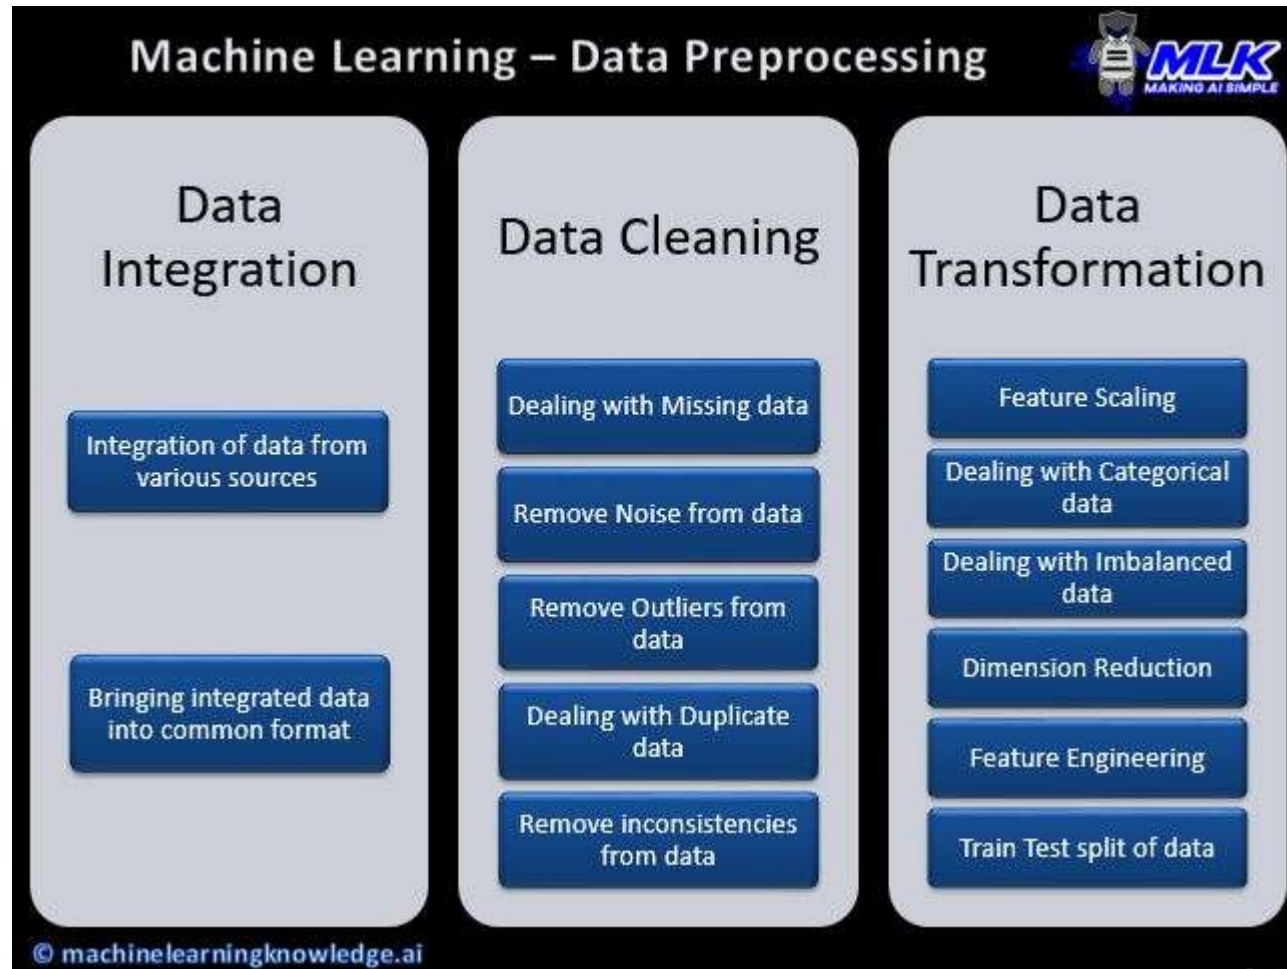 Machine Learning – Data Preprocessing
MLK
MAKING AI SIMPLE
Data
Integration
Integration of data from
various sources
Bringing integrated data
into common format
Data Cleaning
Dealing with Missing data
Remove Noise from data
Remove Outliers from
data
Dealing with Duplicate
data
Remove inconsistencies
from data
Data
Transformation
Feature Scaling
Dealing with Categorical
data
Dealing with Imbalanced
data
Dimension Reduction
Feature Engineering
Train Test split of data
© machinelearningknowledge.ai